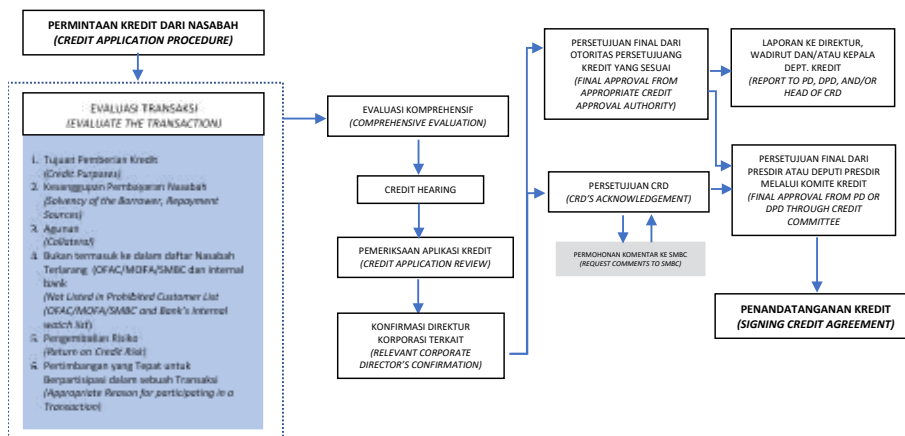 PERMINTAAN KREDIT DARI NASABAH
(CREDIT APPLICATION PROCEDURE)
EVALUASI TRANSAKSI
(EVALUATE THE TRANSACTION)
1. Tujuan Pemberian Kredit
(Credit Purposes)
2. Kesanggupan Pembayaran Nasabah
(Solvency of the Borrower, Repayment
Sources)
3. Agunan
(Collateral)
4. Bukan termasuk ke dalam daftar Nasabah
Terlarang (OFAC/MOFA/SMBC dan internal
bank
(Not Listed in Prohibited Customer List
(OFAC/MOFA/SMBC and Bank's internal
watch list)
5. Pengembalian Risiko
(Return on Credit Risk)
6. Pertimbangan yang Tepat untuk
Berpartisipasi dalam sebuah Transaksi
(Appropriate Reason for participating in a
Transaction)
EVALUASI KOMPREHENSIF
(COMPREHENSIVE EVALUATION)
CREDIT HEARING
PEMERIKSAAN APLIKASI KREDIT
(CREDIT APPLICATION REVIEW)
KONFIRMASI DIREKTUR
KORPORASI TERKAIT
(RELEVANT CORPORATE
DIRECTOR'S CONFIRMATION)
PERSETUJUAN FINAL DARI
OTORITAS PERSETUJUANG
KREDIT YANG SESUAI
(FINAL APPROVAL FROM
APPROPRIATE CREDIT
APPROVAL AUTHORITY)
PERSETUJUAN CRD
(CRD'S ACKNOWLEDGEMENT)
PERMOHONAN KOMENTAR KE SMBC
(REQUEST COMMENTS TO SMBC)
LAPORAN KE DIREKTUR,
WADIRUT DAN/ATAU KEPALA
DEPT. KREDIT
(REPORT TO PD, DPD, AND/OR
HEAD OF CRD)
PERSETUJUAN FINAL DARI
PRESDIR ATAU DEPUTI PRESDIR
MELALUI KOMITE KREDIT
(FINAL APPROVAL FROM PD OR
DPD THROUGH CREDIT
COMMITTEE
PENANDATANGANAN KREDIT
(SIGNING CREDIT AGREEMENT)